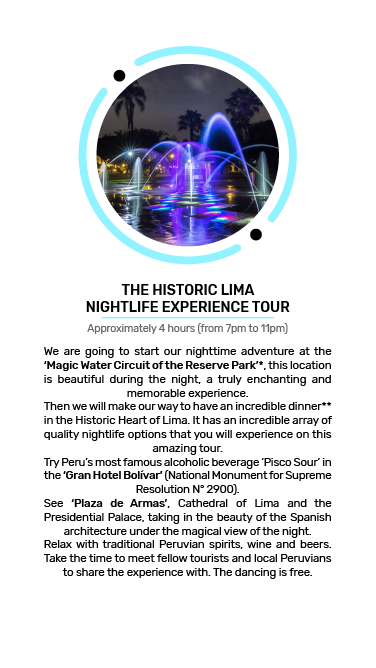 THE HISTORIC LIMA
NIGHTLIFE EXPERIENCE TOUR
Approximately 4 hours (from 7pm to 11pm)
We are going to start our nighttime adventure at the
‘Magic Water Circuit of the Reserve Park’*, this location
is beautiful during the night, a truly enchanting and
memorable experience.
Then we will make our way to have an incredible dinner**
in the Historic Heart of Lima. It has an incredible array of
quality nightlife options that you will experience on this
amazing tour.
Try Peru’s most famous alcoholic beverage ‘Pisco Sour’ in
the ‘Gran Hotel Bolívar’ (National Monument for Supreme
Resolution N° 2900).
See ‘Plaza de Armas’, Cathedral of Lima and the
Presidential Palace, taking in the beauty of the Spanish
architecture under the magical view of the night.
Relax with traditional Peruvian spirits, wine and beers.
Take the time to meet fellow tourists and local Peruvians
to share the experience with. The dancing is free.